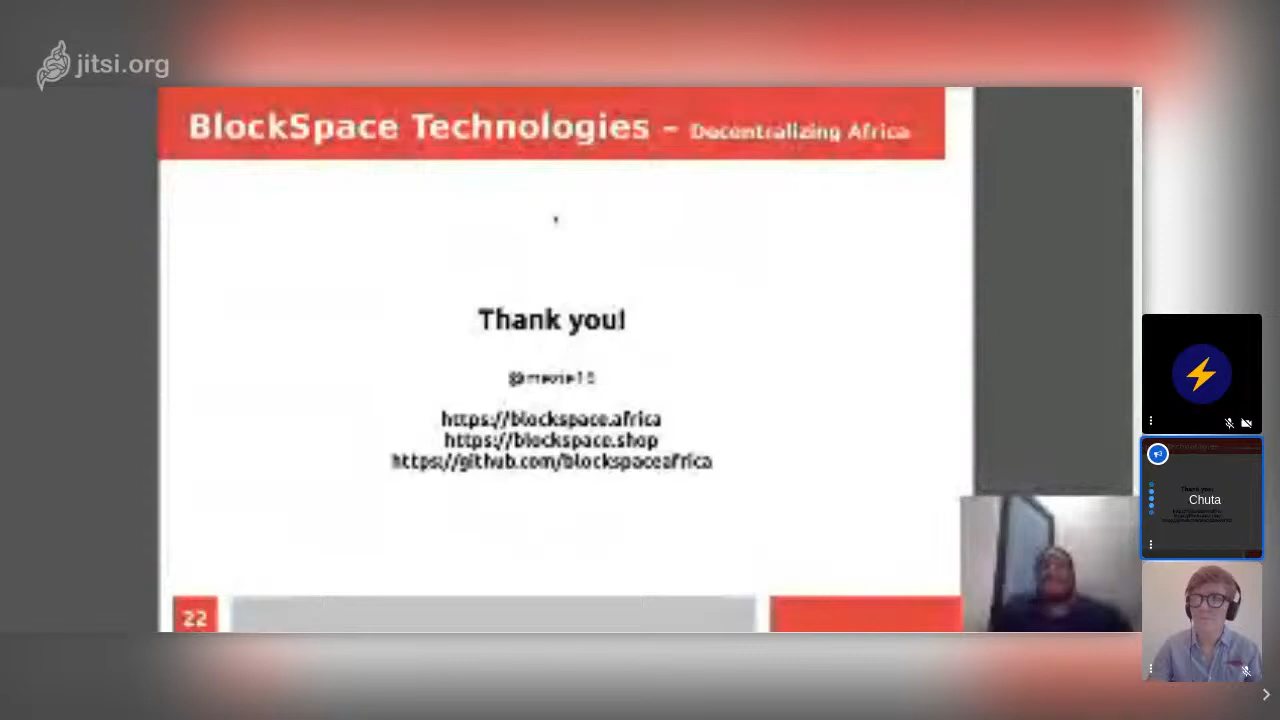 jitsi.org
BlockSpace Technologies – Decentralizing Africa
Thank you!
https://blockspace.africa
https://blockspace.shop
https://github.com/blockspaceafrica
22
Chuta